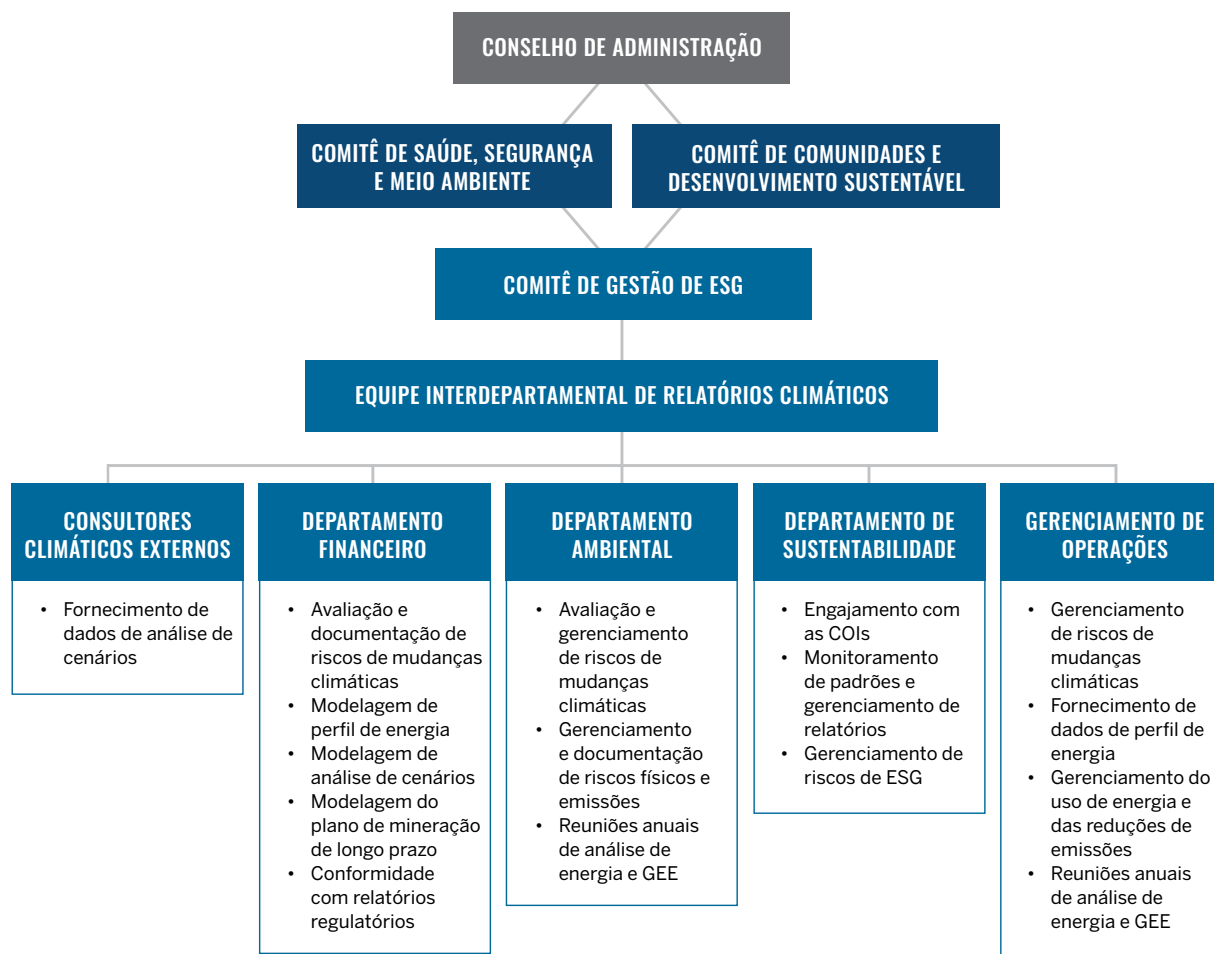 CONSELHO DE ADMINISTRAÇÃO
COMITÊ DE SAÚDE, SEGURANÇA
E MEIO AMBIENTE
COMITÊ DE COMUNIDADES E
DESENVOLVIMENTO SUSTENTÁVEL
COMITÊ DE GESTÃO DE ESG
EQUIPE INTERDEPARTAMENTAL DE RELATÓRIOS CLIMÁTICOS
CONSULTORES
CLIMÁTICOS EXTERNOS
• Fornecimento de
dados de análise de
cenários
DEPARTAMENTO
FINANCEIRO
• Avaliação e
documentação de
riscos de mudanças
climáticas
• Modelagem de
perfil de energia
• Modelagem de
análise de cenários
• Modelagem do
plano de mineração
de longo prazo
• Conformidade
com relatórios
regulatórios
DEPARTAMENTO
AMBIENTAL
• Avaliação e
gerenciamento
de riscos de
mudanças
climáticas
• Gerenciamento
e documentação
de riscos físicos e
emissões
• Reuniões anuais
de análise de
energia e GEE
DEPARTAMENTO DE
SUSTENTABILIDADE
• Engajamento com
as COIs
• Monitoramento
de padrões e
gerenciamento de
relatórios
• Gerenciamento de
riscos de ESG
GERENCIAMENTO DE
OPERAÇÕES
• Gerenciamento
de riscos de
mudanças
climáticas
• Fornecimento de
dados de perfil de
energia
• Gerenciamento do
uso de energia e
das reduções de
emissões
• Reuniões anuais
de análise de
energia e GEE